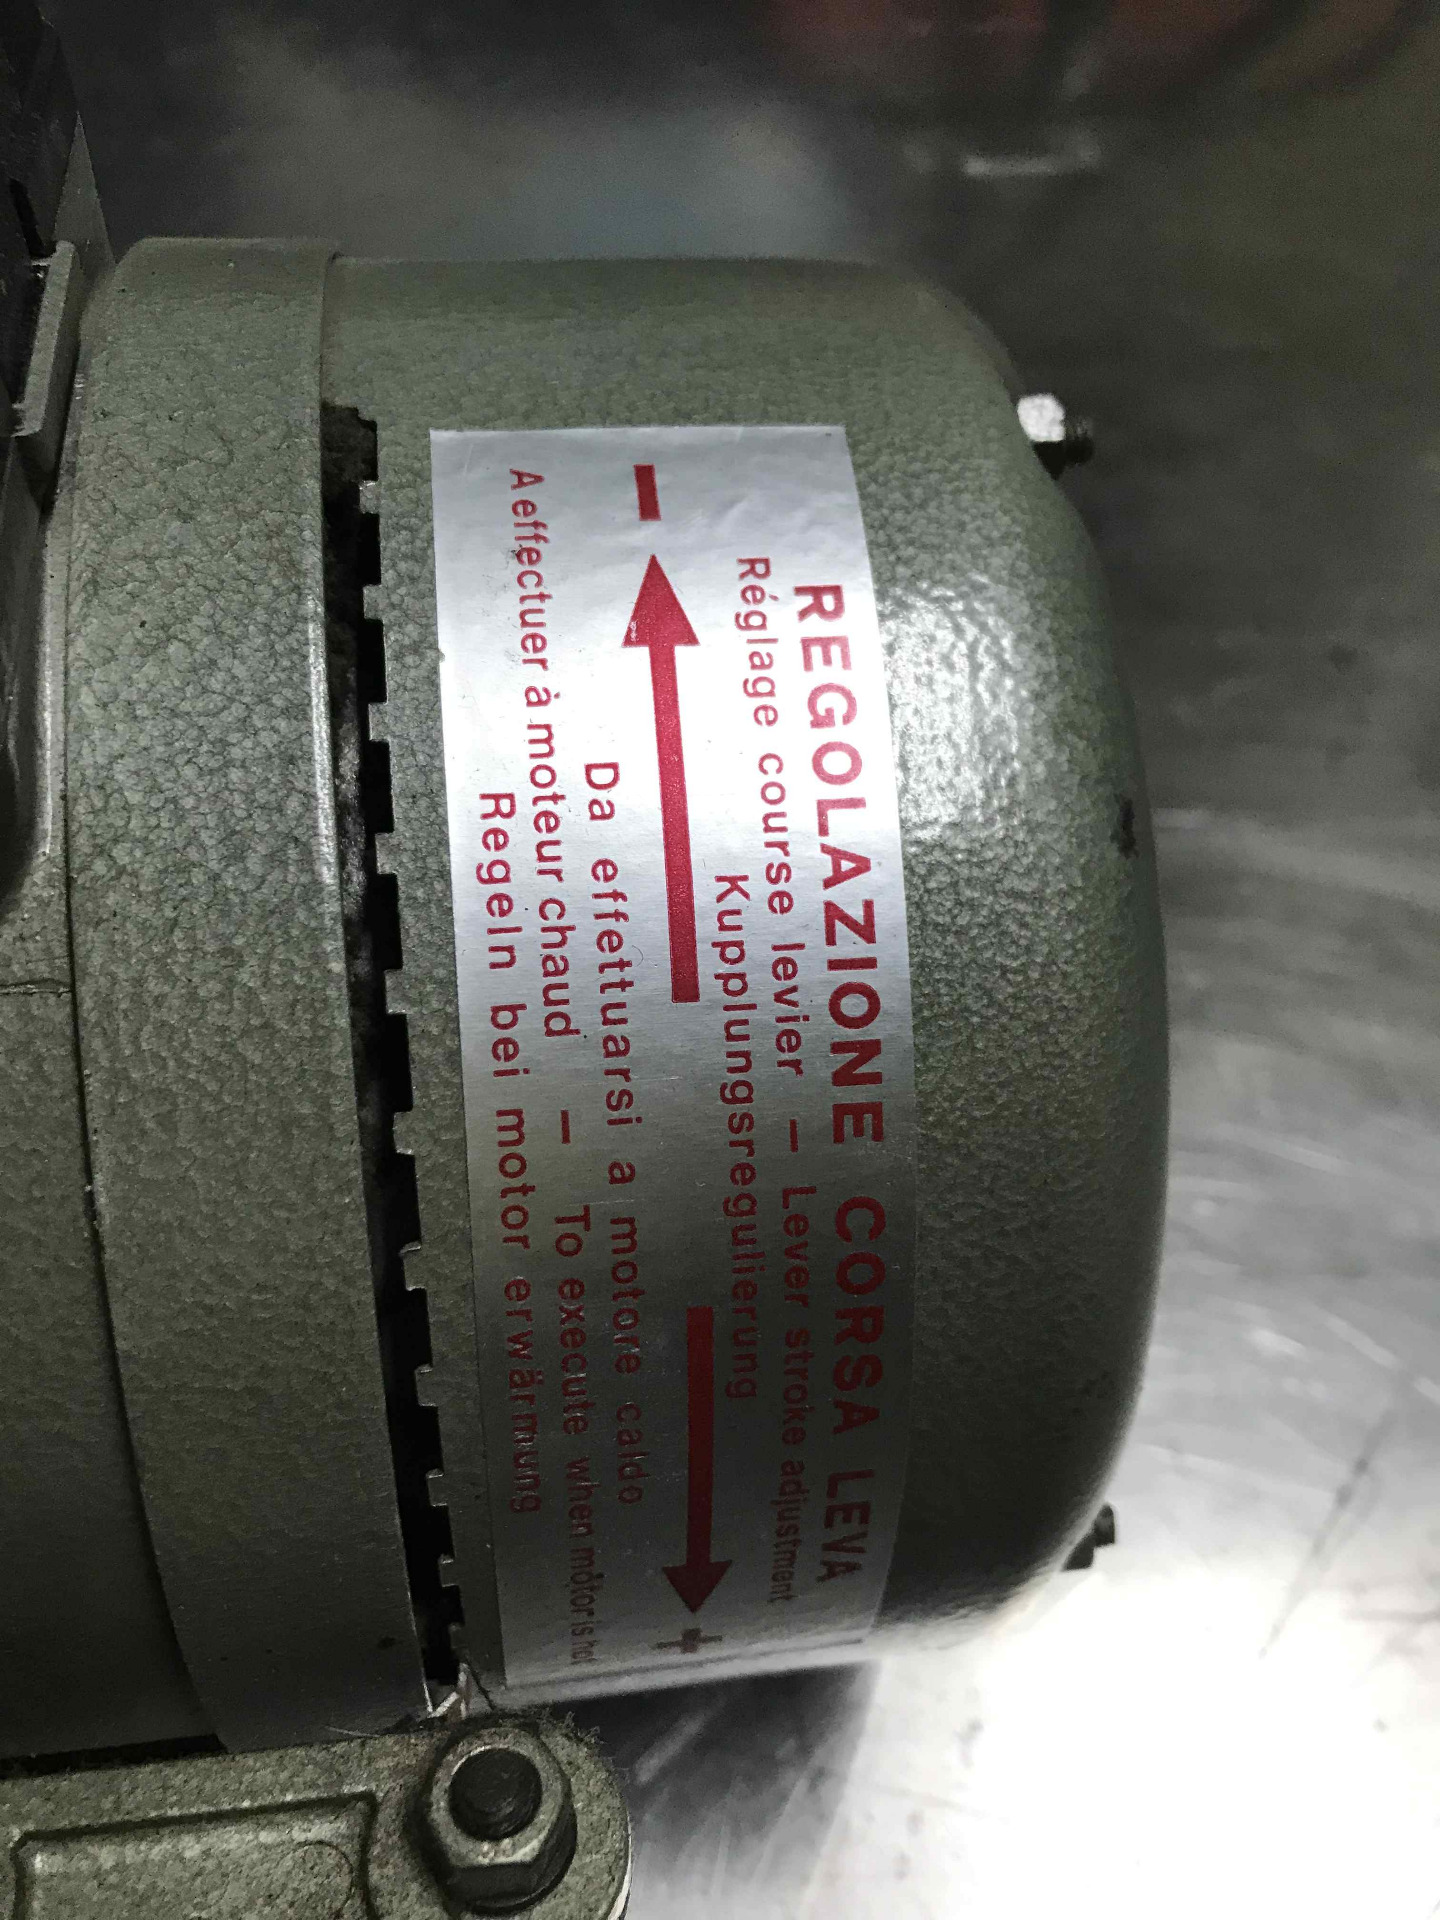 REGOLAZIONE CORSA LEVA
Réglage course levier — Lever stroke adjustment
Kupplungsregulierung
− +
Da effettuarsi a motore caldo
A effectuer à moteur chaud — To execute when motor is hot
Regeln bei motor erwärmung